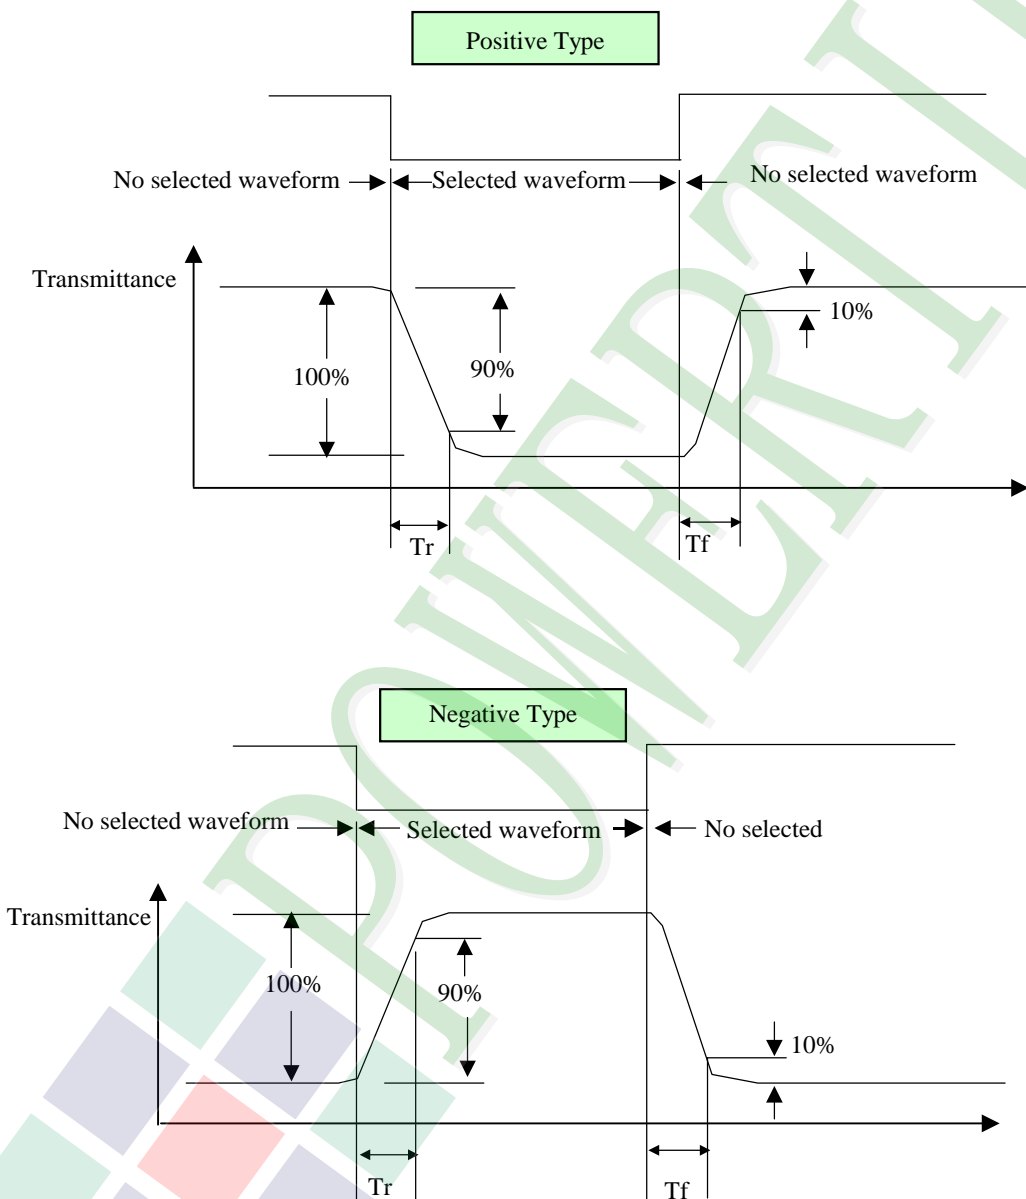 Positive Type
No selected waveform
Selected waveform
No selected waveform
Transmittance
100%
90%
10%
Tr
Tf
Negative Type
No selected waveform
Selected waveform
No selected
Transmittance
100%
90%
10%
Tr
Tf
POWERTI